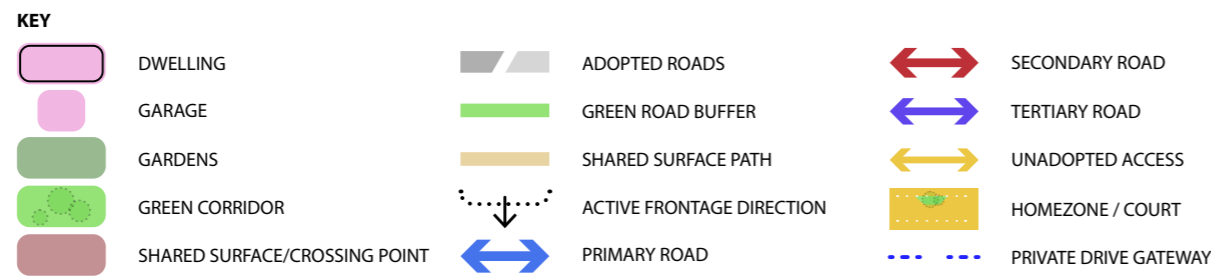 KEY
DWELLING
GARAGE
GARDENS
GREEN CORRIDOR
SHARED SURFACE/CROSSING POINT
ADOPTED ROADS
GREEN ROAD BUFFER
SHARED SURFACE PATH
ACTIVE FRONTAGE DIRECTION
PRIMARY ROAD
SECONDARY ROAD
TERTIARY ROAD
UNADOPTED ACCESS
HOMEZONE / COURT
PRIVATE DRIVE GATEWAY